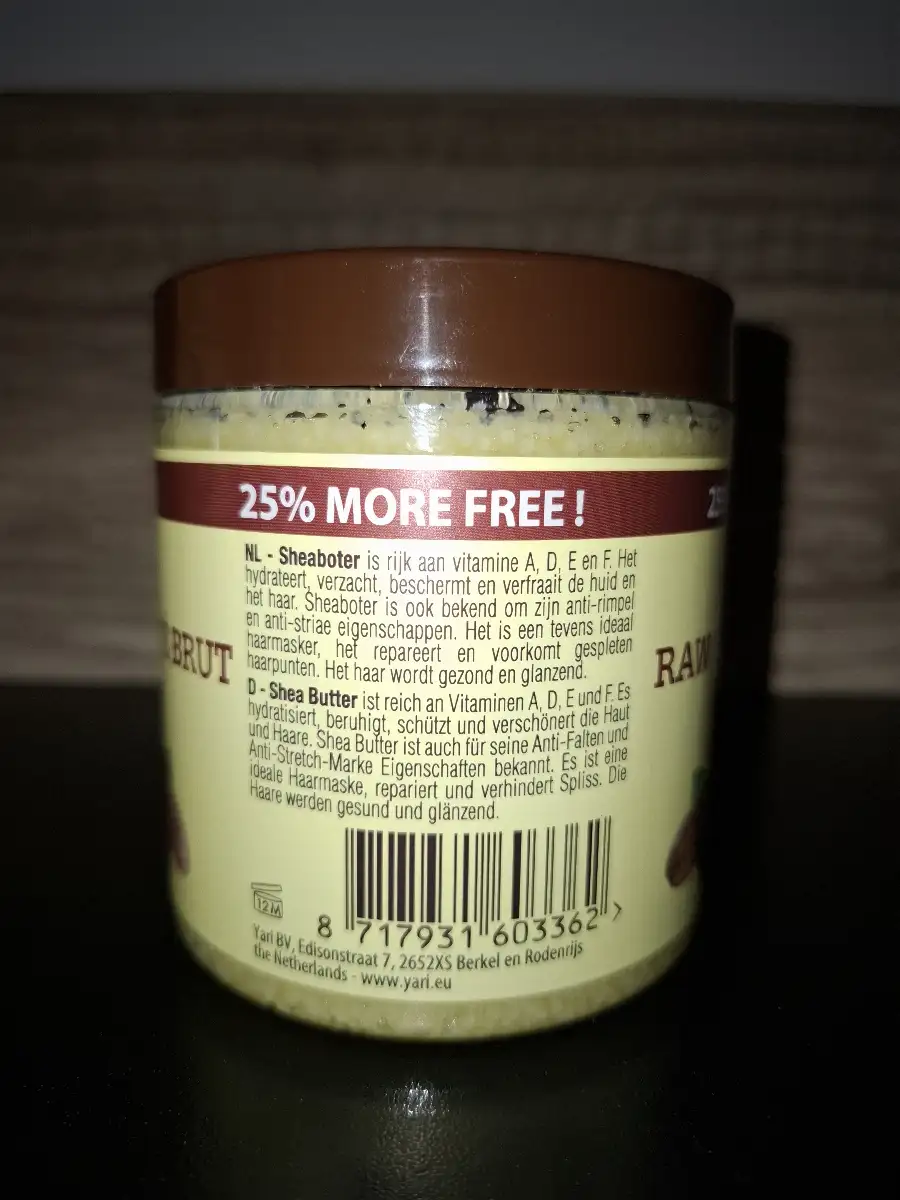 25% MORE FREE!
NL - Sheaboter is rijk aan vitamine A, D, E en F. Het
hydrateert, verzacht, beschermt en verfraait de huid en
het haar. Sheaboter is ook bekend om zijn anti-rimpel
en anti-striae eigenschappen. Het is een tevens ideaal
haarmasker, het repareert en voorkomt gespleten
haarpunten. Het haar wordt gezond en glanzend.
D - Shea Butter ist reich an Vitaminen A, D, E und F. Es
hydratisiert, beruhigt, schützt und verschönert die Haut
und Haare. Shea Butter ist auch für seine Anti-Falten und
Anti-Stretch-Marke Eigenschaften bekannt. Es ist eine
ideale Haarmaske, repariert und verhindert Spliss. Die
Haare werden gesund und glänzend.
BRUT
RAW
12M
8 717931 603362 >
Yari BV, Edisonstraat 7, 2652XS Berkel en Rodenrijs
the Netherlands - www.yari.eu